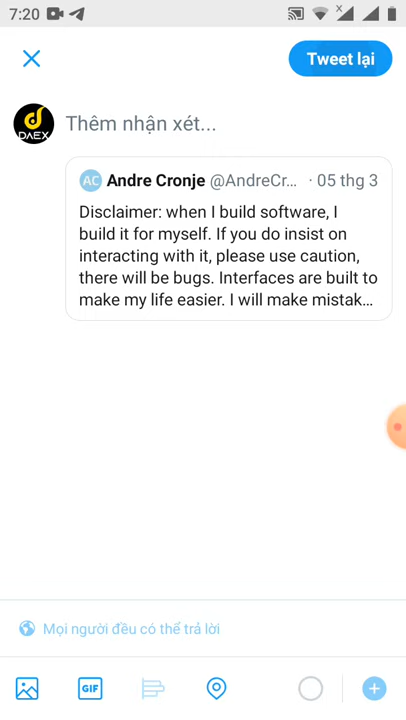 7:20
Tweet lại
DAEX
Thêm nhận xét...
AC Andre Cronje @AndreCr... · 05 thg 3
Disclaimer: when I build software, I
build it for myself. If you do insist on
interacting with it, please use caution,
there will be bugs. Interfaces are built to
make my life easier. I will make mistak...
Mọi người đều có thể trả lời
GIF